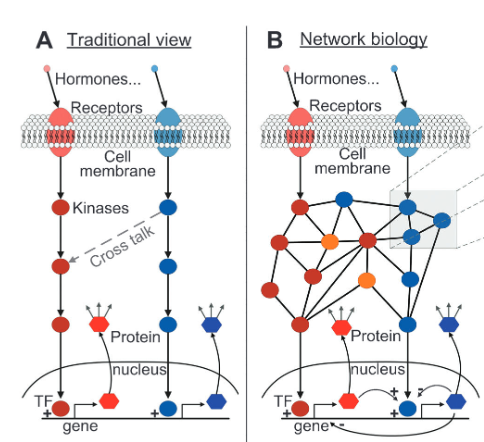 A Traditional view
Hormones...
Receptors
Cell
membrane
Kinases
Cross talk
Protein
nucleus
TF
+
+
gene
B Network biology
Hormones...
Receptors
Cell
membrane
Protein
nucleus
TF
+
+
+
-
gene
-